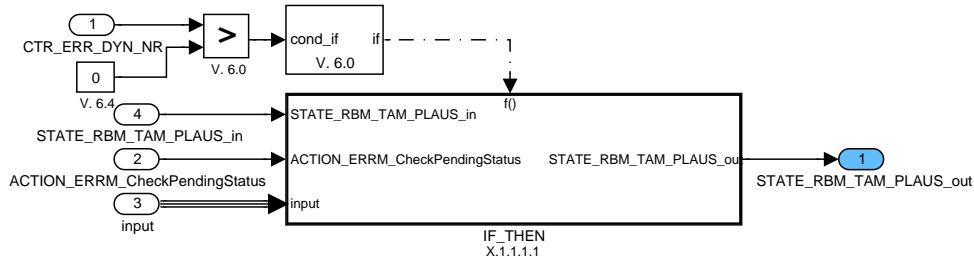 1
CTR_ERR_DYN_NR
>
V. 6.0
0
V. 6.4
cond_if if
V. 6.0
f()
4
STATE_RBM_TAM_PLAUS_in
STATE_RBM_TAM_PLAUS_in
2
ACTION_ERRM_CheckPendingStatus
ACTION_ERRM_CheckPendingStatus
STATE_RBM_TAM_PLAUS_out
1
STATE_RBM_TAM_PLAUS_out
3
input
input
IF_THEN
X.1.1.1.1